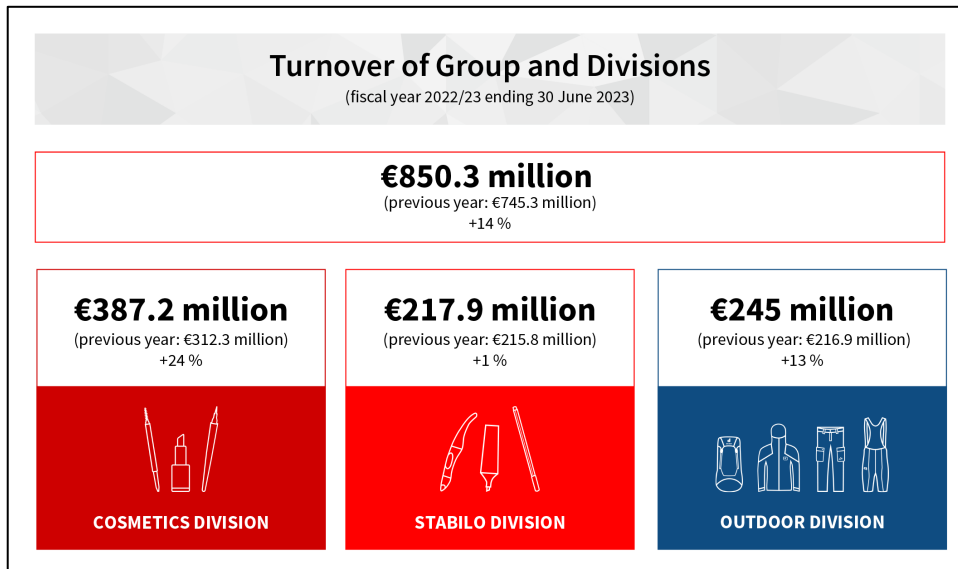 Turnover of Group and Divisions
(fiscal year 2022/23 ending 30 June 2023)
€850.3 million
(previous year: €745.3 million)
+14 %
€387.2 million
(previous year: €312.3 million)
+24 %
COSMETICS DIVISION
€217.9 million
(previous year: €215.8 million)
+1 %
STABILO DIVISION
€245 million
(previous year: €216.9 million)
+13 %
OUTDOOR DIVISION